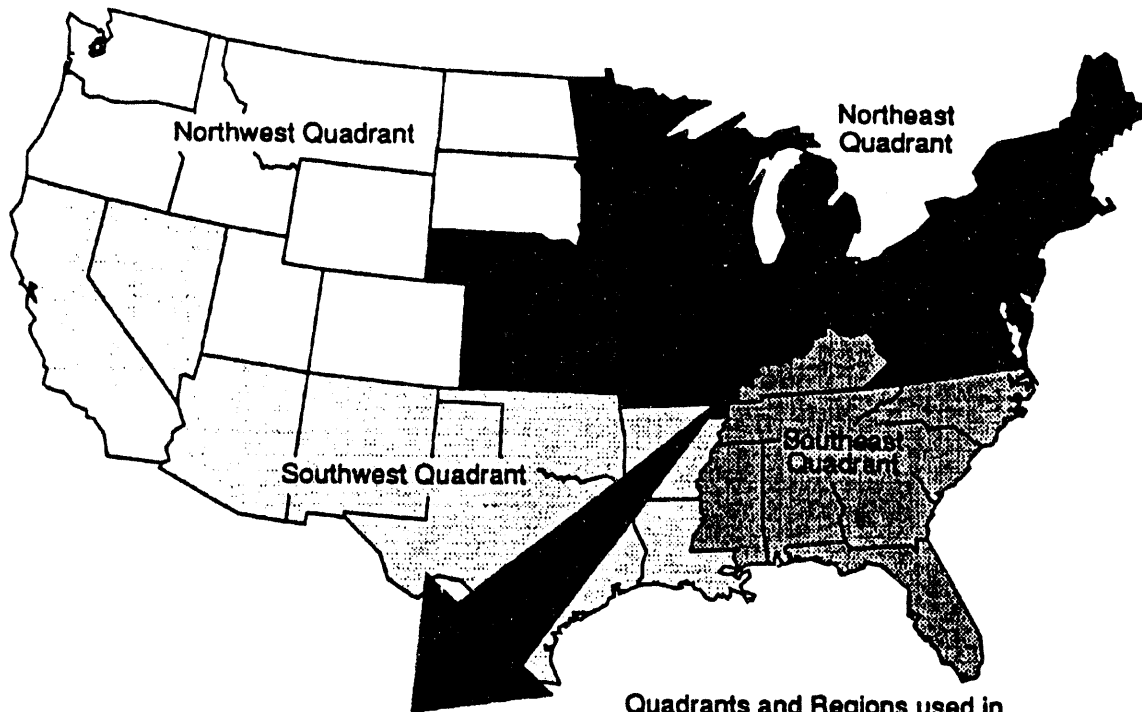 Northwest Quadrant
Northeast
Quadrant
Southwest Quadrant
Southeast
Quadrant
Quadrants and Regions used in